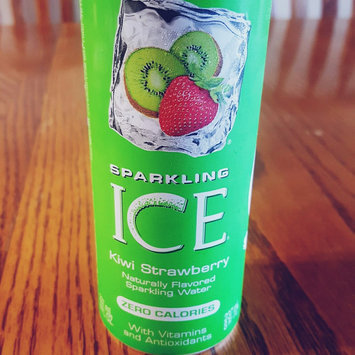 SPARKLING
ICE
Kiwi Strawberry
Naturally Flavored
Sparkling Water
ZERO CALORIES
With Vitamins
and Antioxidants